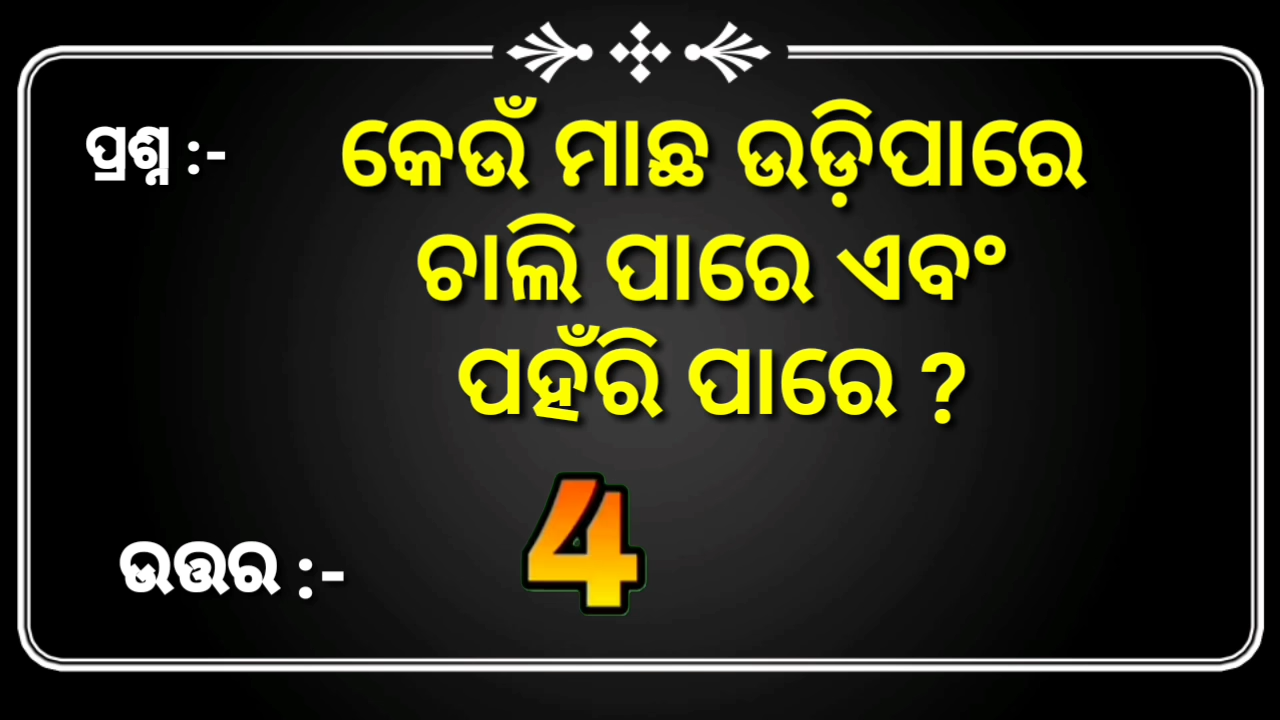 ପ୍ରଶ୍ନ :-
କେଉଁ ମାଛ ଉଡ଼ିପାରେ
ଚାଲି ପାରେ ଏବଂ
ପହଁରି ପାରେ ?
ଉତ୍ତର :-
4